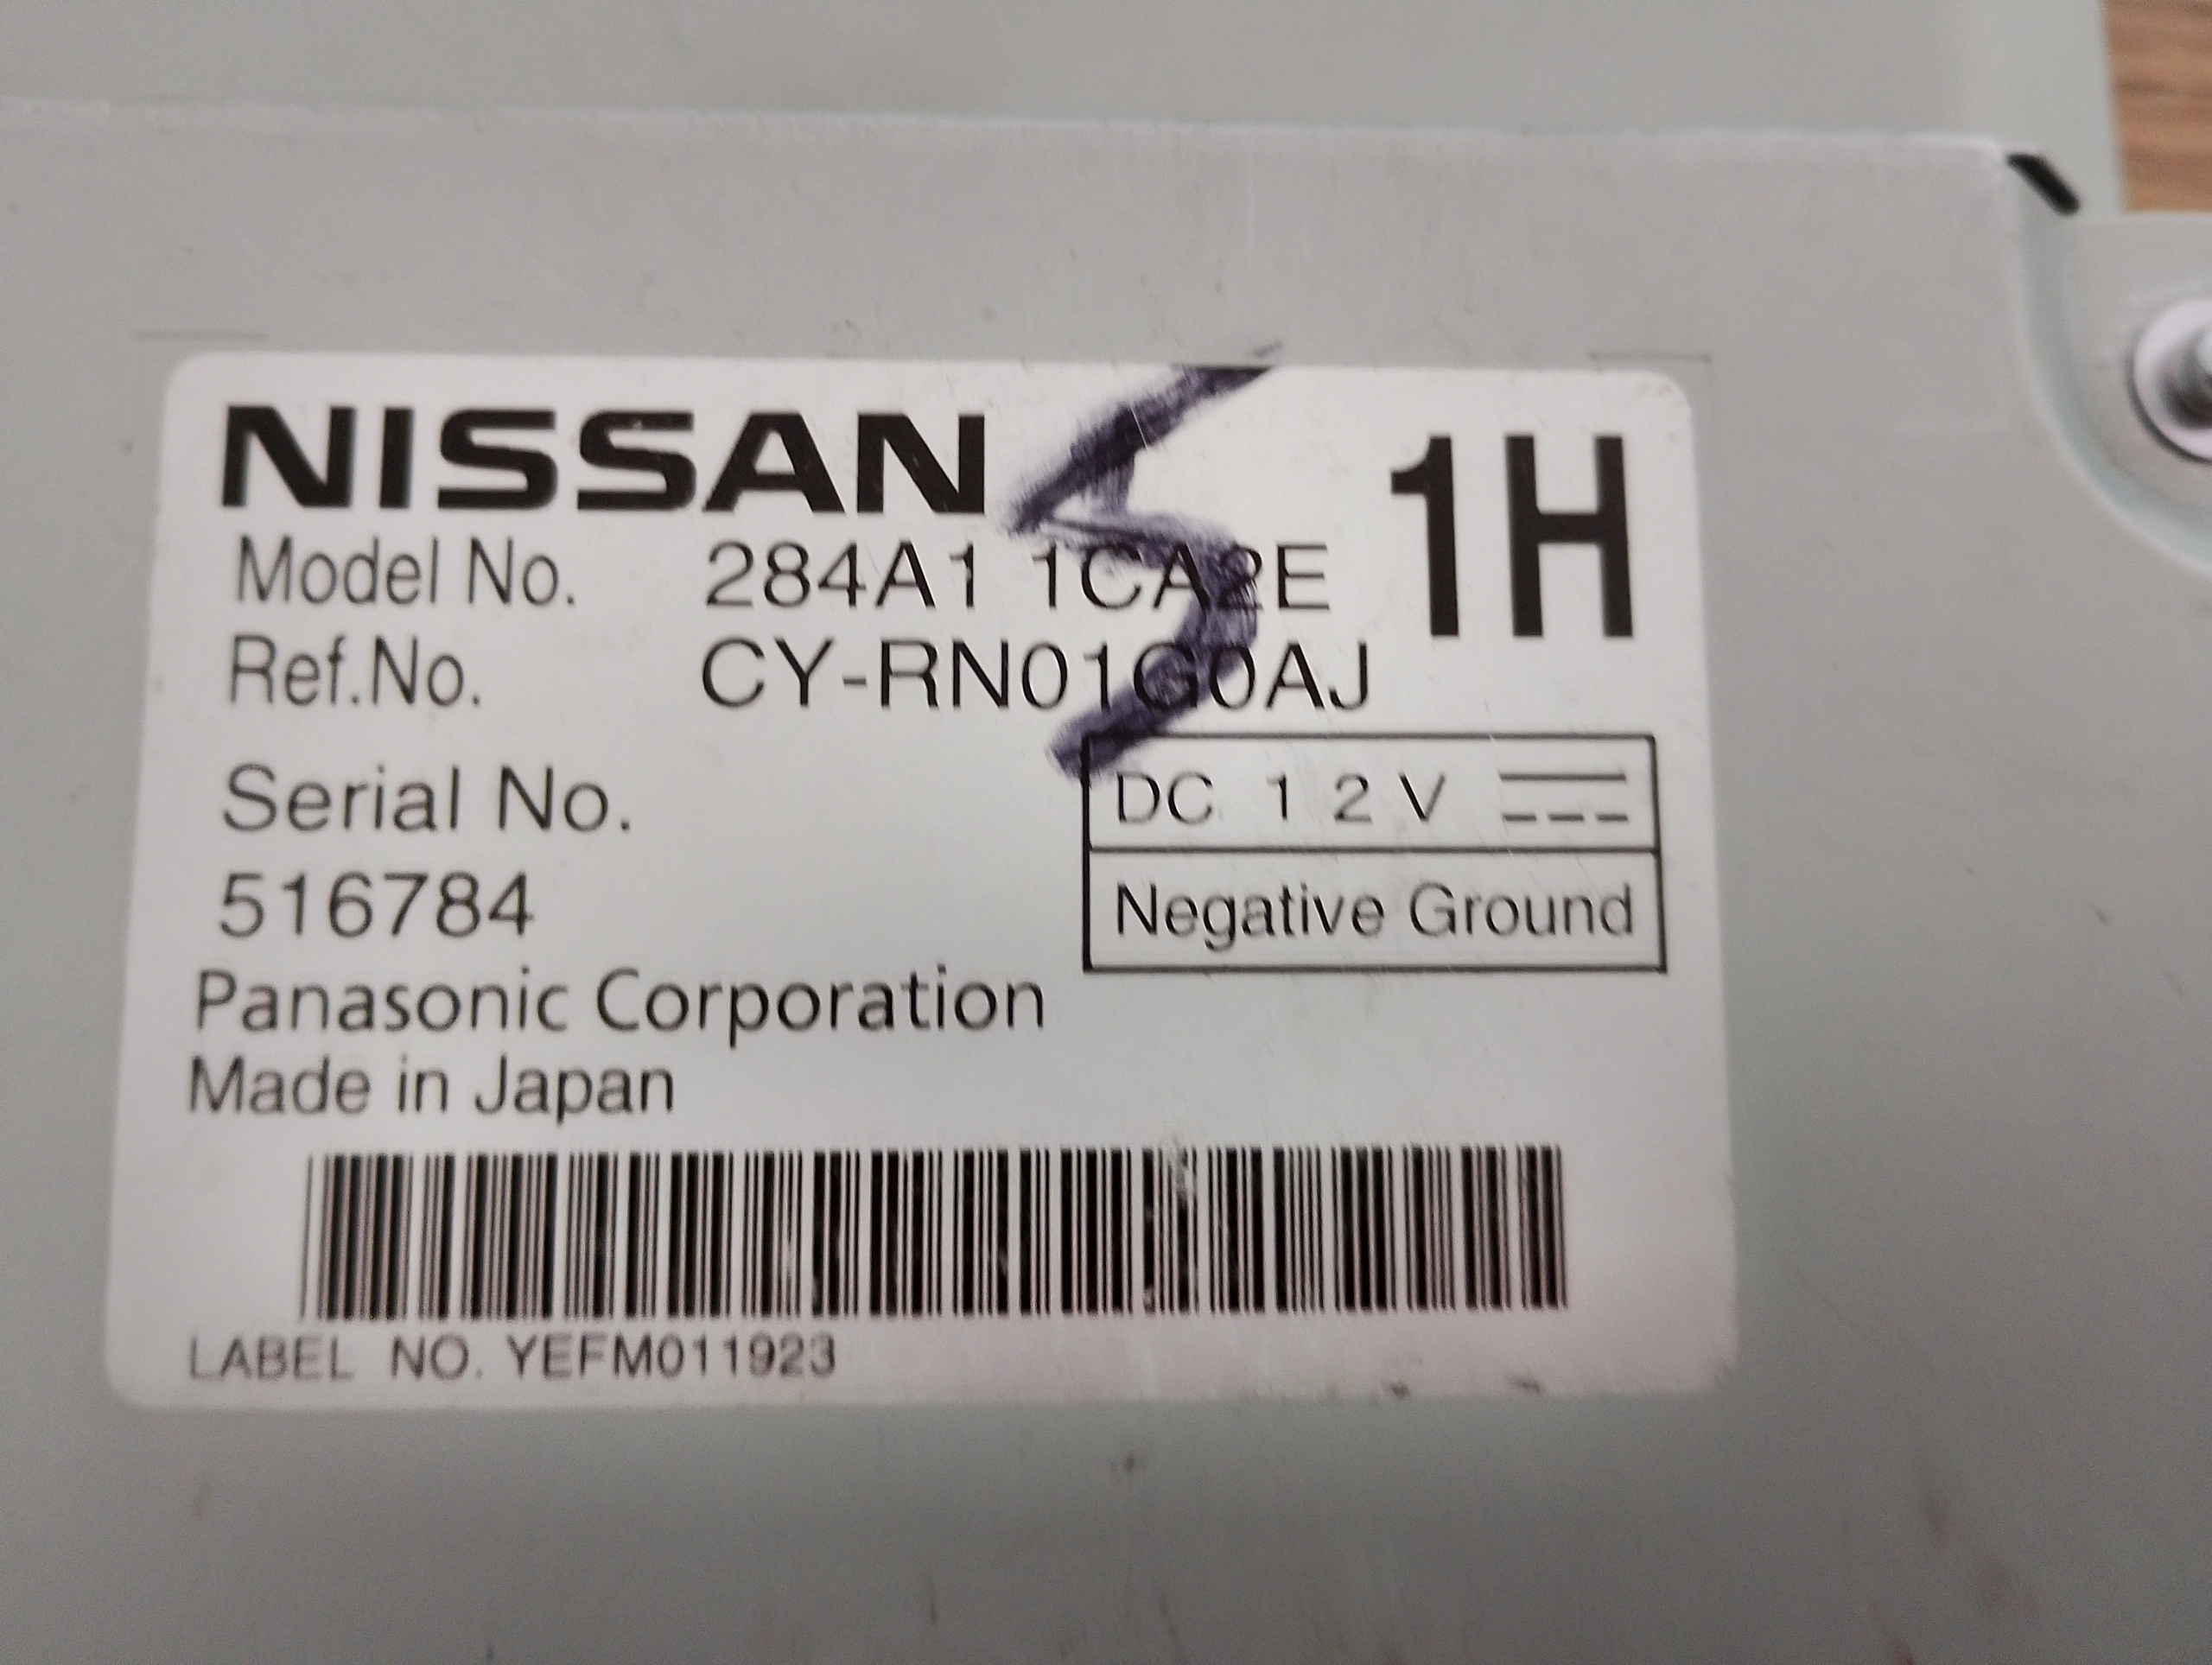 NISSAN 1H
Model No. 284A1 1CA2E
Ref.No. CY-RN01G0AJ
Serial No.
DC 12V
516784
Negative Ground
Panasonic Corporation
Made in Japan
LABEL NO. YEFM011923